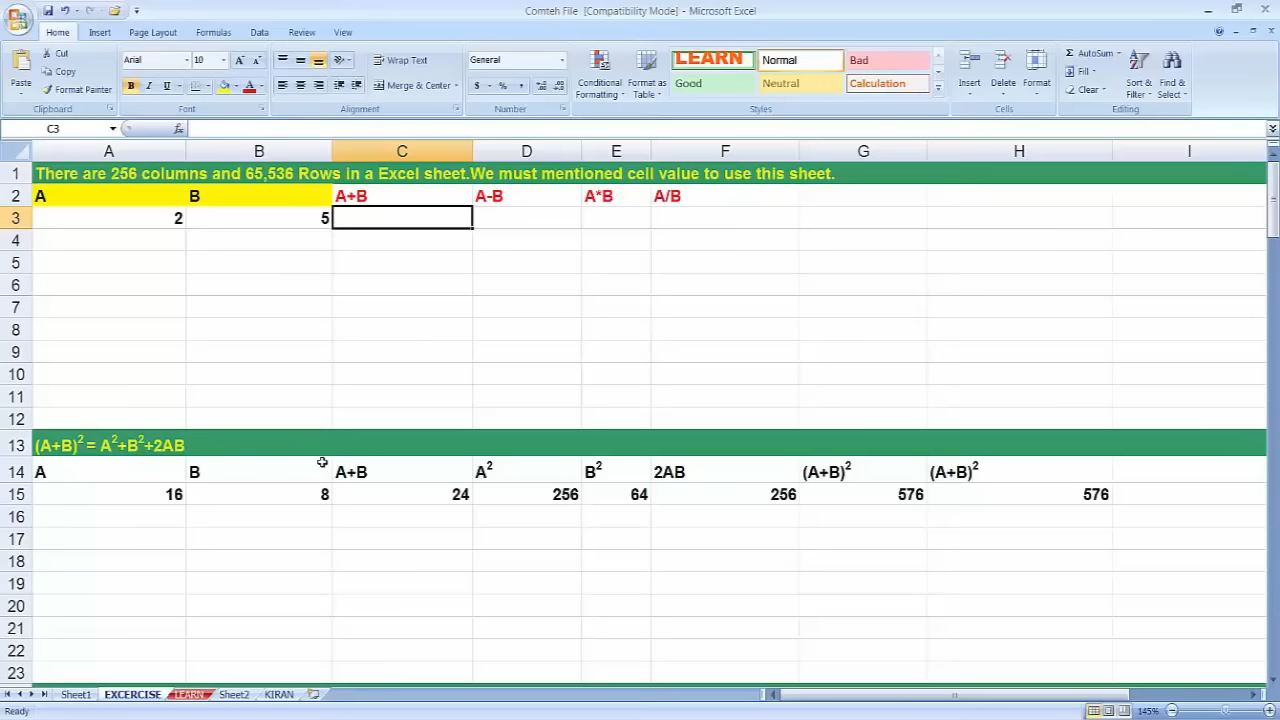 Comteh File [Compatibility Mode] - Microsoft Excel
Home Insert Page Layout Formulas Data Review View
Paste Cut Copy Format Painter Clipboard
Arial 10 B I U A Font
Wrap Text Merge & Center Alignment
General $ % , Number
Conditional Formatting Format as Table LEARN Normal Bad Good Neutral Calculation Styles
Insert Delete Format Cells
AutoSum Fill Clear Sort & Filter Find & Select Editing
C3 fx
A B C D E F G H I
1 There are 256 columns and 65,536 Rows in a Excel sheet.We must mentioned cell value to use this sheet.
2 A B A+B A-B A*B A/B
3 2 5
4
5
6
7
8
9
10
11
12
13 (A+B)² = A²+B²+2AB
14 A B A+B A² B² 2AB (A+B)² (A+B)²
15 16 8 24 256 64 256 576 576
16
17
18
19
20
21
22
23
Sheet1 EXCERCISE LEARN Sheet2 KIRAN
Ready 145%